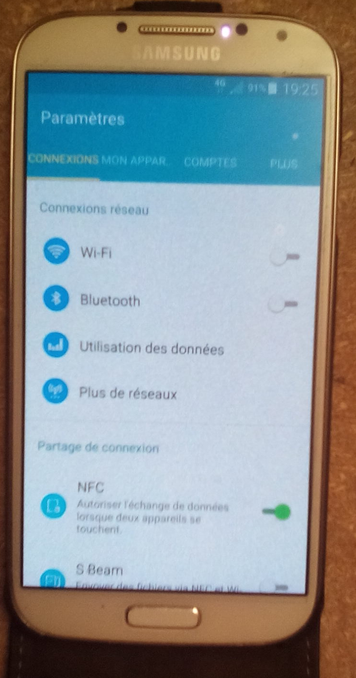 SAMSUNG
4G 91% 19:25
Paramètres
CONNEXIONS MON APPAR. COMPTES PLUS
Connexions réseau
Wi-Fi
Bluetooth
Utilisation des données
Plus de réseaux
Partage de connexion
NFC
Autoriser l'échange de données
lorsque deux appareils se
touchent.
S Beam
Envoyer des fichiers via NFC et Wi-